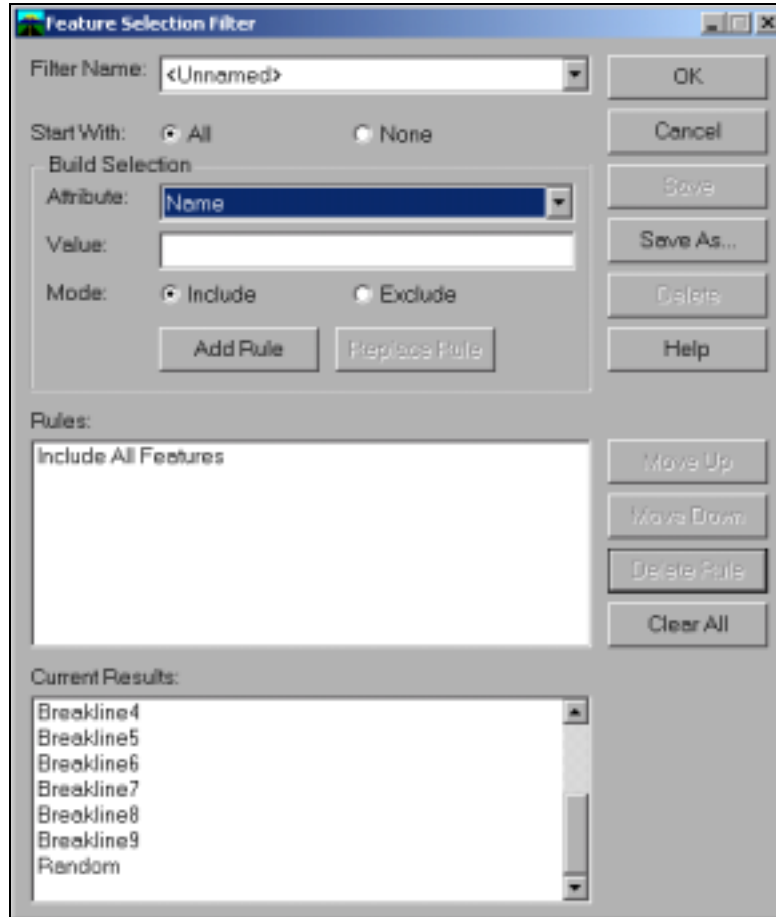 Feature Selection Filter
Filter Name: <Unnamed> OK
Start With: All None Cancel
Build Selection
Attribute: Name Save
Value: Save As...
Mode: Include Exclude Delete
Add Rule Replace Rule Help
Rules:
Include All Features
Move Up
Move Down
Delete Rule
Clear All
Current Results:
Breakline4
Breakline5
Breakline6
Breakline7
Breakline8
Breakline9
Random